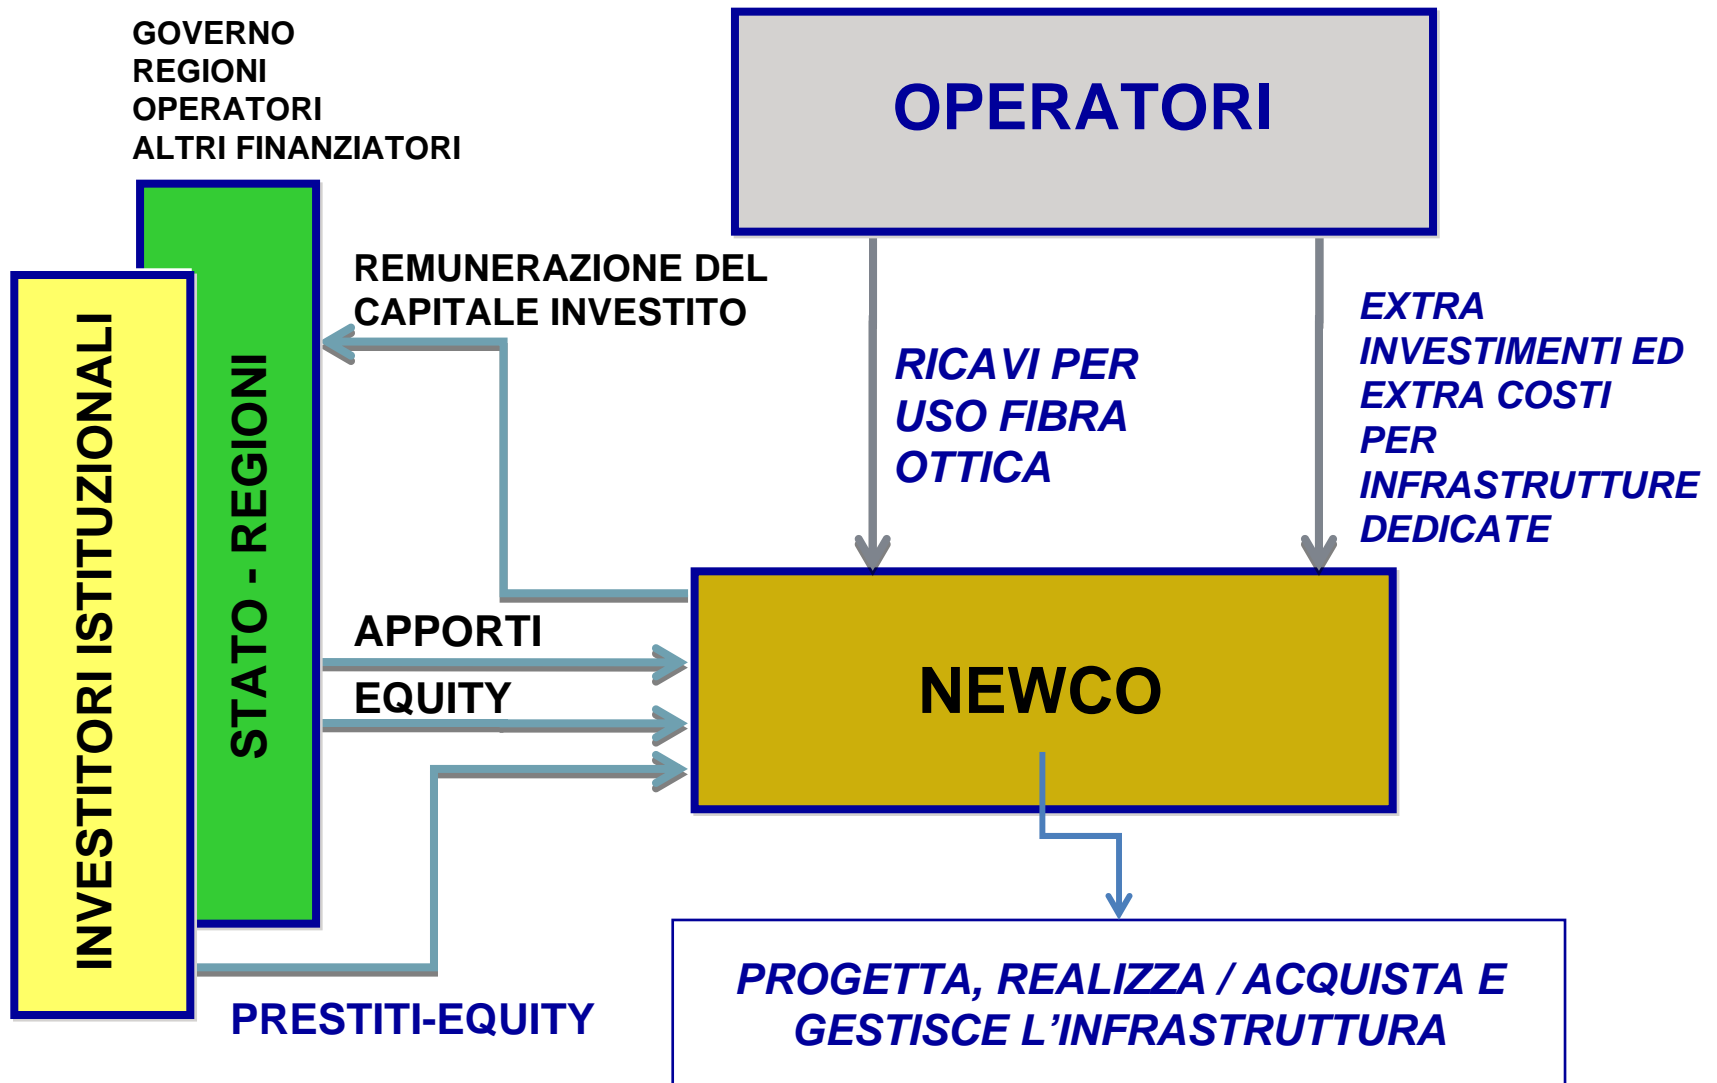 GOVERNO
REGIONI
OPERATORI
ALTRI FINANZIATORI
OPERATORI
REMUNERAZIONE DEL
CAPITALE INVESTITO
RICAVI PER
USO FIBRA
OTTICA
EXTRA
INVESTIMENTI ED
EXTRA COSTI
PER
INFRASTRUTTURE
DEDICATE
INVESTITORI ISTITUZIONALI
STATO - REGIONI
APPORTI
EQUITY
NEWCO
PRESTITI-EQUITY
PROGETTA, REALIZZA / ACQUISTA E
GESTISCE L’INFRASTRUTTURA